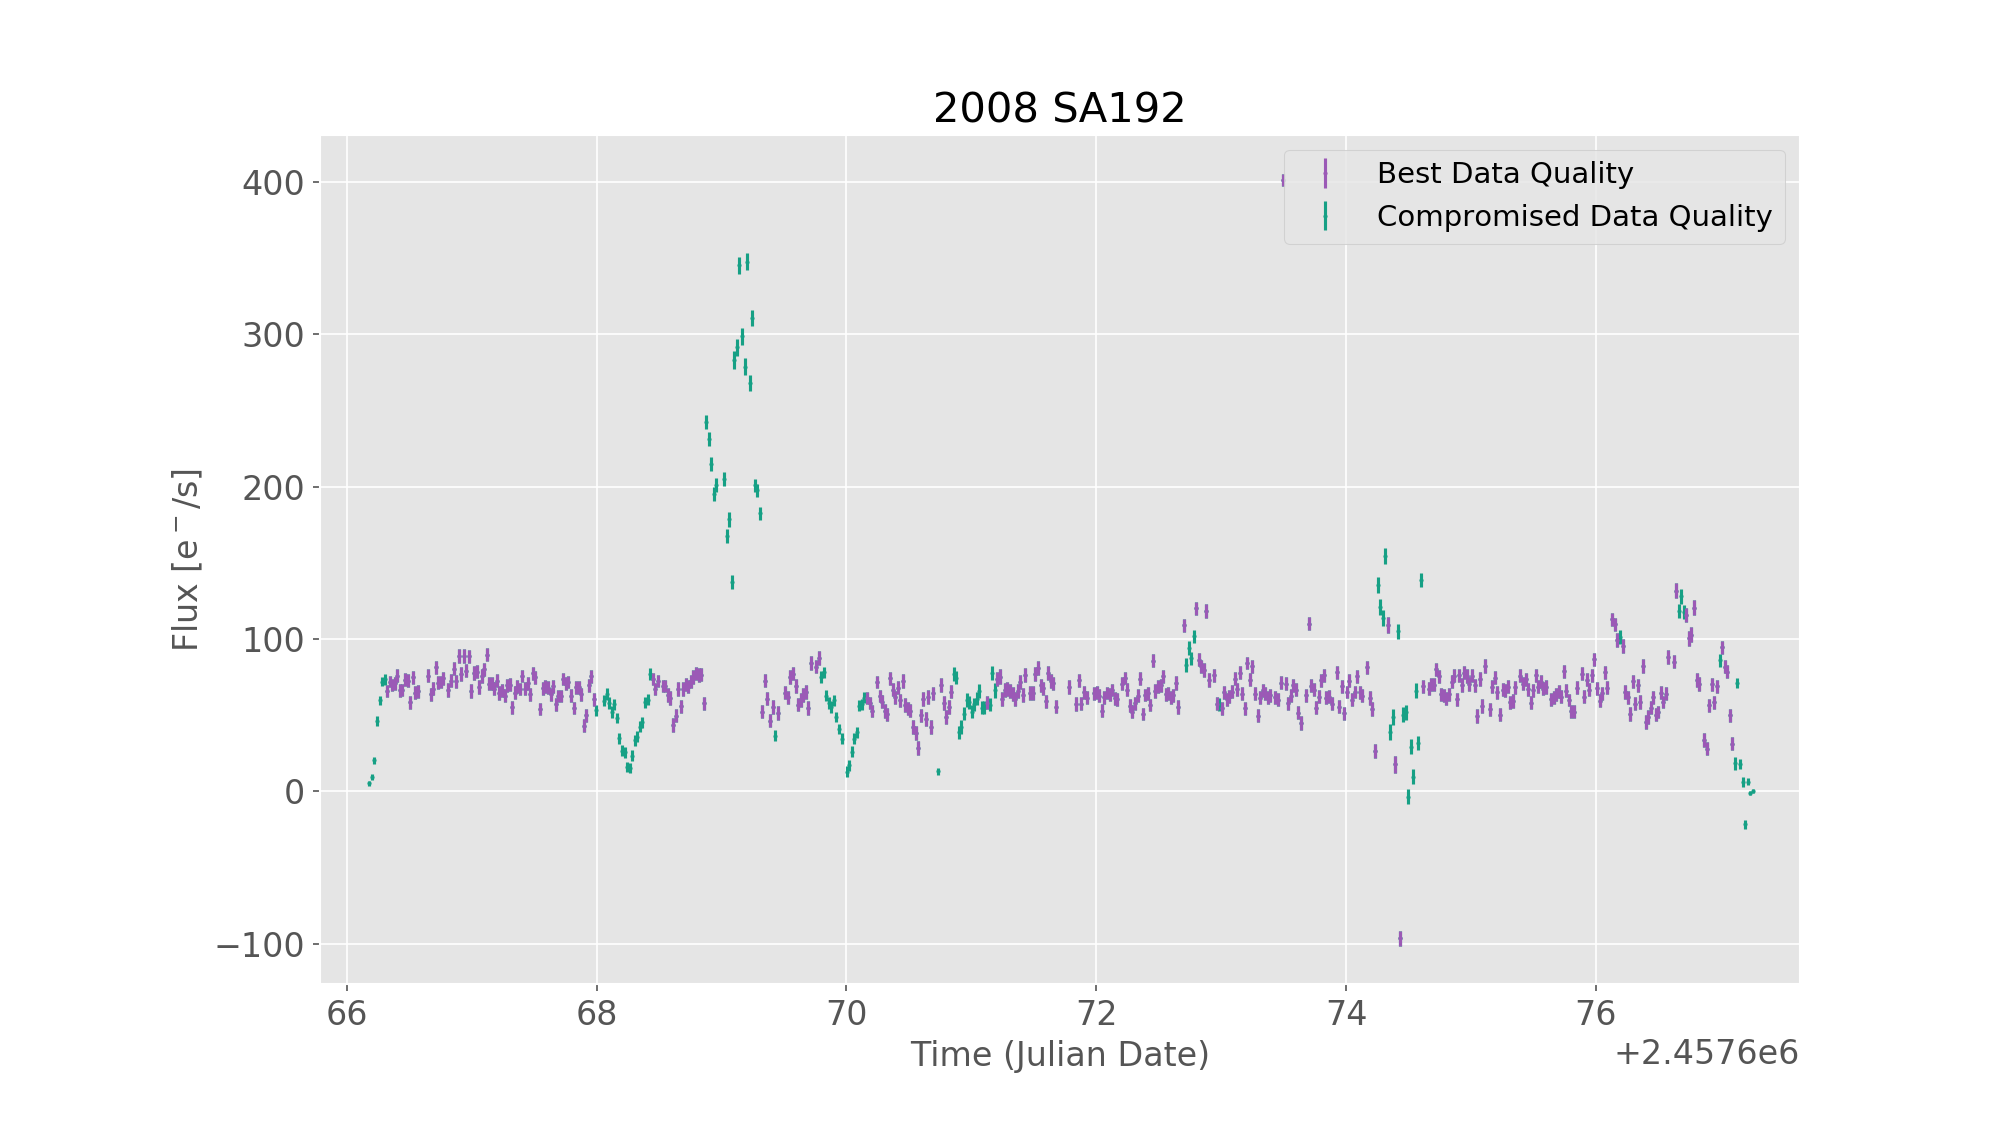 2008 SA192
Best Data Quality
Compromised Data Quality
400
300
200
100
0
−100
Flux [e⁻/s]
66 68 70 72 74 76
Time (Julian Date)
+2.4576e6